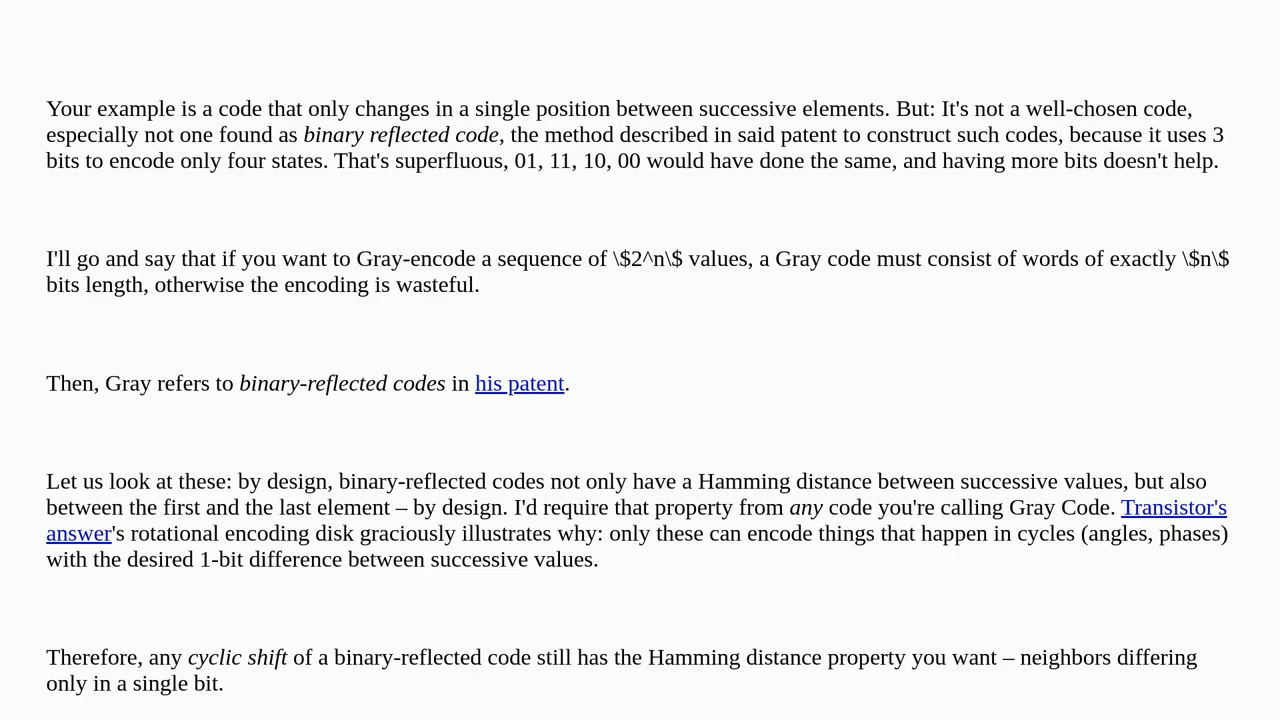 Your example is a code that only changes in a single position between successive elements. But: It's not a well-chosen code,
especially not one found as binary reflected code, the method described in said patent to construct such codes, because it uses 3
bits to encode only four states. That's superfluous, 01, 11, 10, 00 would have done the same, and having more bits doesn't help.
I'll go and say that if you want to Gray-encode a sequence of \$2^n\$ values, a Gray code must consist of words of exactly \$n\$
bits length, otherwise the encoding is wasteful.
Then, Gray refers to binary-reflected codes in his patent.
Let us look at these: by design, binary-reflected codes not only have a Hamming distance between successive values, but also
between the first and the last element – by design. I'd require that property from any code you're calling Gray Code. Transistor's
answer's rotational encoding disk graciously illustrates why: only these can encode things that happen in cycles (angles, phases)
with the desired 1-bit difference between successive values.
Therefore, any cyclic shift of a binary-reflected code still has the Hamming distance property you want – neighbors differing
only in a single bit.